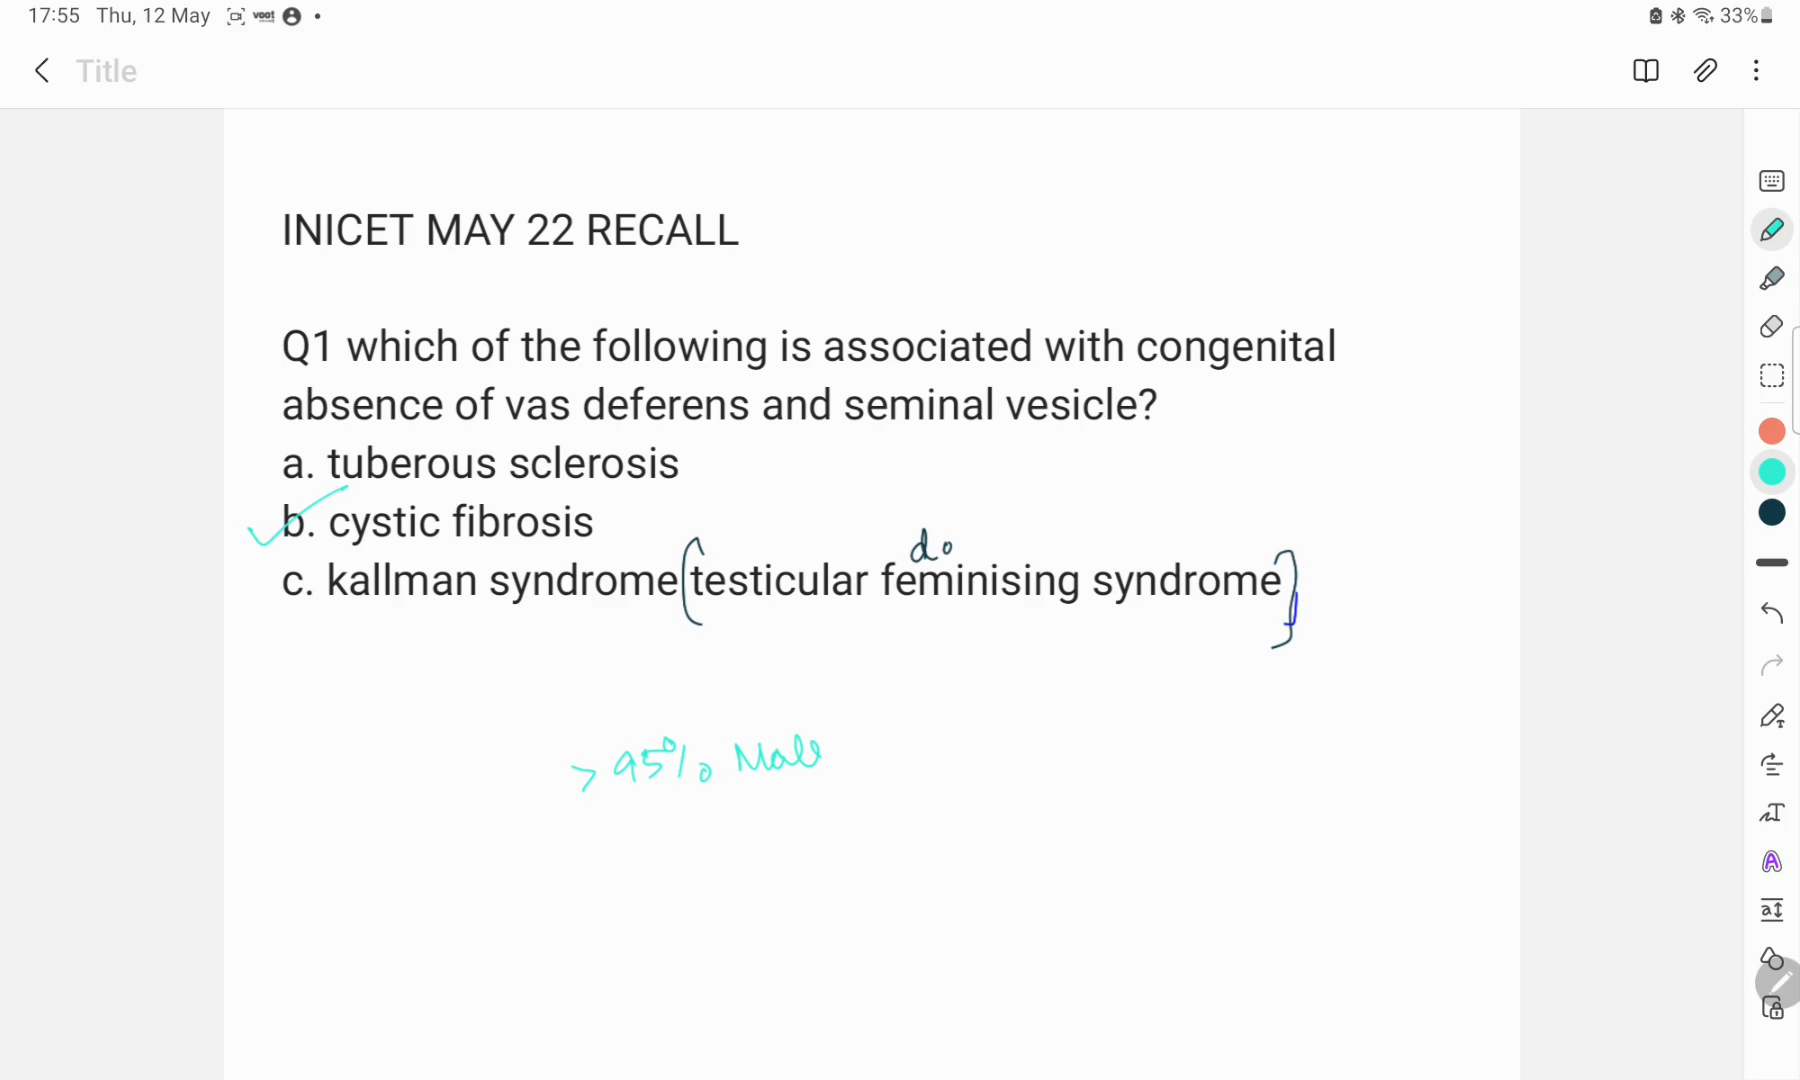 17:55 Thu, 12 May voot 33%
Title
INICET MAY 22 RECALL
Q1 which of the following is associated with congenital
absence of vas deferens and seminal vesicle?
a. tuberous sclerosis
b. cystic fibrosis
do
c. kallman syndrome(testicular feminising syndrome)
> 95% Male